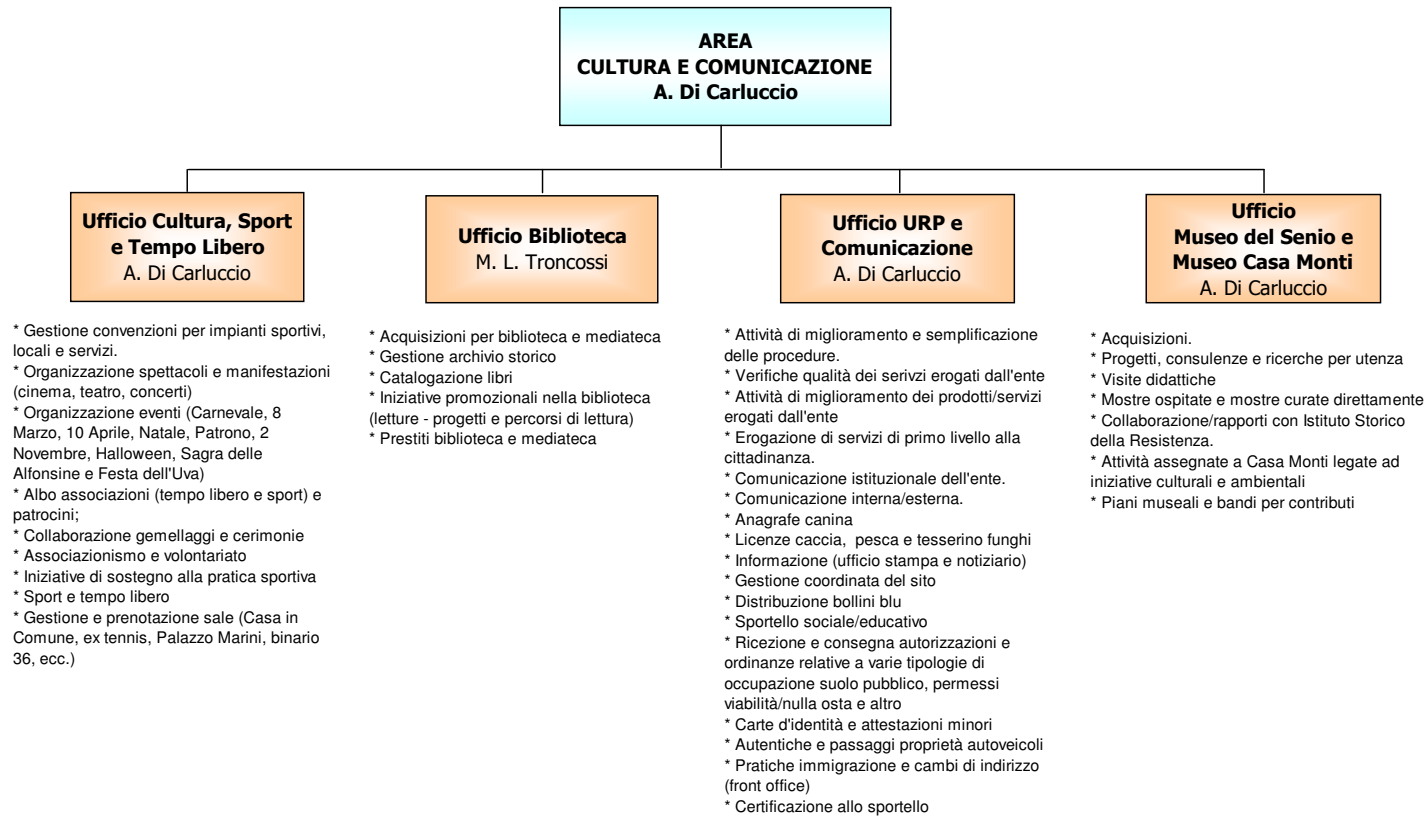 AREA
CULTURA E COMUNICAZIONE
A. Di Carluccio
Ufficio Cultura, Sport
e Tempo Libero
A. Di Carluccio
Ufficio Biblioteca
M. L. Troncossi
Ufficio URP e
Comunicazione
A. Di Carluccio
Ufficio
Museo del Senio e
Museo Casa Monti
A. Di Carluccio
* Gestione convenzioni per impianti sportivi,
locali e servizi.
* Organizzazione spettacoli e manifestazioni
(cinema, teatro, concerti)
* Organizzazione eventi (Carnevale, 8
Marzo, 10 Aprile, Natale, Patrono, 2
Novembre, Halloween, Sagra delle
Alfonsine e Festa dell'Uva)
* Albo associazioni (tempo libero e sport) e
patrocini;
* Collaborazione gemellaggi e cerimonie
* Associazionismo e volontariato
* Iniziative di sostegno alla pratica sportiva
* Sport e tempo libero
* Gestione e prenotazione sale (Casa in
Comune, ex tennis, Palazzo Marini, binario
36, ecc.)
* Acquisizioni per biblioteca e mediateca
* Gestione archivio storico
* Catalogazione libri
* Iniziative promozionali nella biblioteca
(letture - progetti e percorsi di lettura)
* Prestiti biblioteca e mediateca
* Attività di miglioramento e semplificazione
delle procedure.
* Verifiche qualità dei serivzi erogati dall'ente
* Attività di miglioramento dei prodotti/servizi
erogati dall'ente
* Erogazione di servizi di primo livello alla
cittadinanza.
* Comunicazione istituzionale dell'ente.
* Comunicazione interna/esterna.
* Anagrafe canina
* Licenze caccia, pesca e tesserino funghi
* Informazione (ufficio stampa e notiziario)
* Gestione coordinata del sito
* Distribuzione bollini blu
* Sportello sociale/educativo
* Ricezione e consegna autorizzazioni e
ordinanze relative a varie tipologie di
occupazione suolo pubblico, permessi
viabilità/nulla osta e altro
* Carte d'identità e attestazioni minori
* Autentiche e passaggi proprietà autoveicoli
* Pratiche immigrazione e cambi di indirizzo
(front office)
* Certificazione allo sportello
* Acquisizioni.
* Progetti, consulenze e ricerche per utenza
* Visite didattiche
* Mostre ospitate e mostre curate direttamente
* Collaborazione/rapporti con Istituto Storico
della Resistenza.
* Attività assegnate a Casa Monti legate ad
iniziative culturali e ambientali
* Piani museali e bandi per contributi